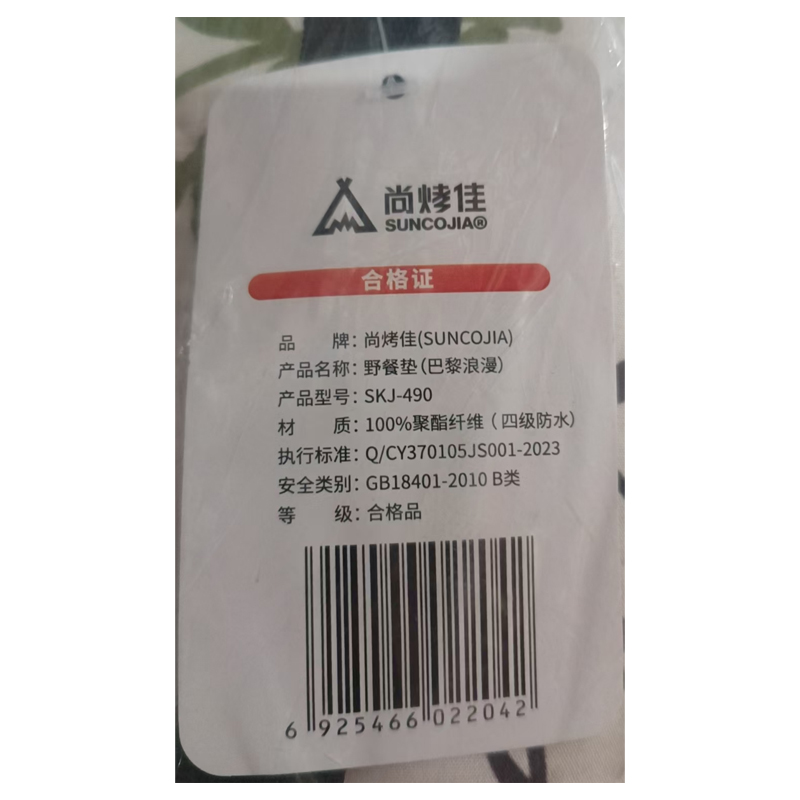 尚烤佳
SUNCOJIA®
合格证
品 牌：尚烤佳(SUNCOJIA)
产品名称：野餐垫(巴黎浪漫)
产品型号：SKJ-490
材 质：100%聚酯纤维（四级防水）
执行标准：Q/CY370105JS001-2023
安全类别：GB18401-2010 B类
等 级：合格品
6 925466 022042